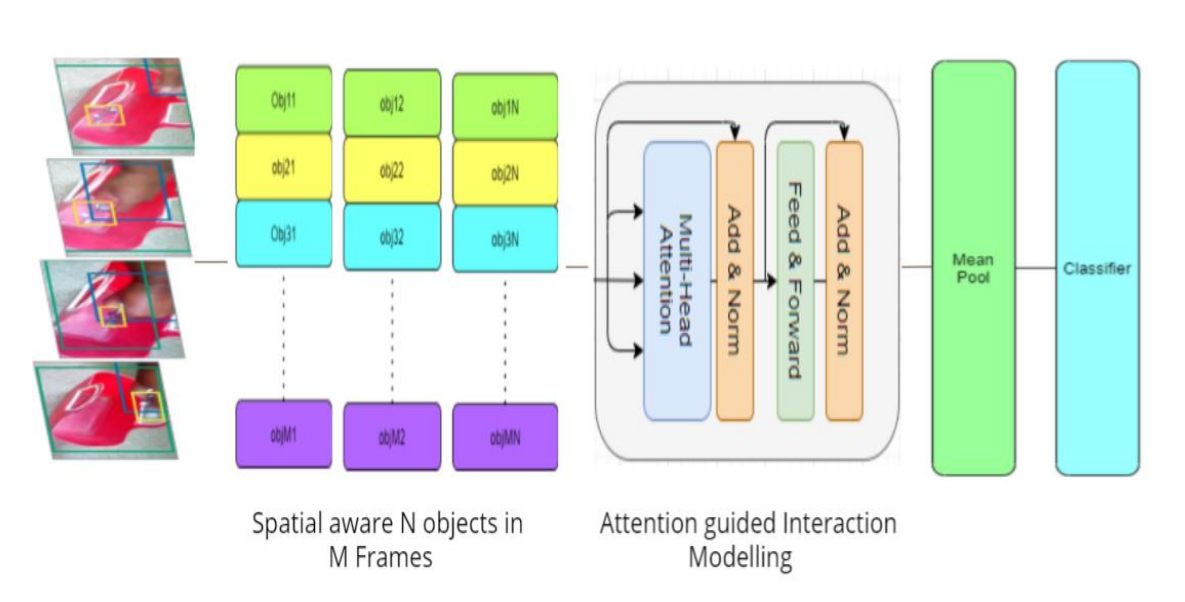 Obj11
obj12
obj1N
obj21
obj22
obj2N
Obj31
obj32
obj3N
objM1
objM2
objMN
Multi-Head
Attention
Add & Norm
Feed & Forward
Add & Norm
Mean
Pool
Classifier
Spatial aware N objects in
M Frames
Attention guided Interaction
Modelling